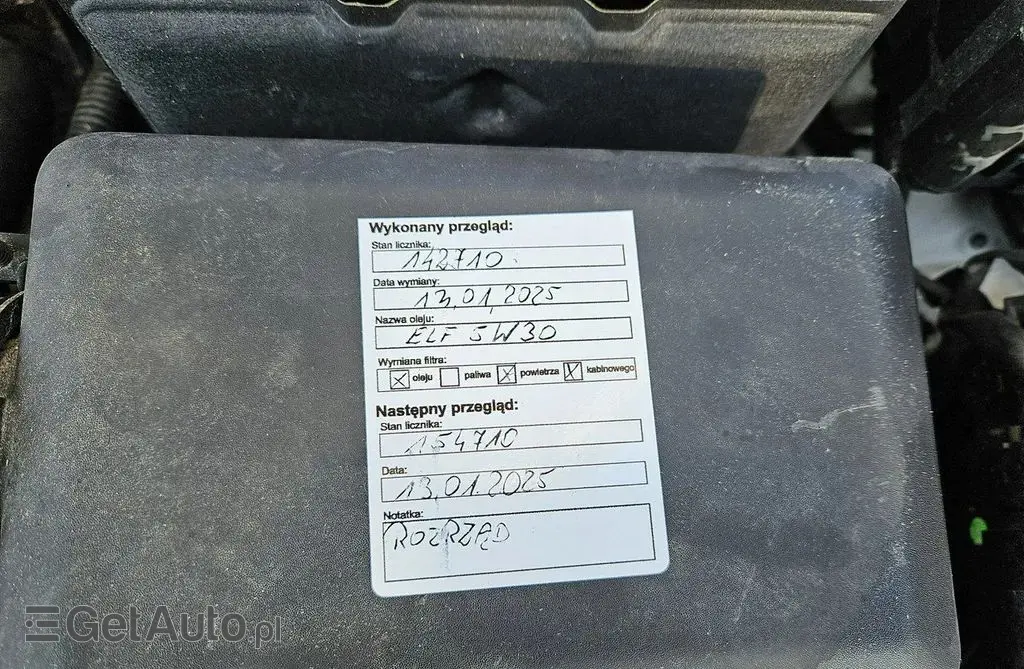 Wykonany przegląd:
Stan licznika:
142710
Data wymiany:
13.01.2025
Nazwa oleju:
ELF 5W30
Wymiana filtra:
oleju paliwa powietrza kabinowego
Następny przegląd:
Stan licznika:
154710
Data:
13.01.2025
Notatka:
ROZRZĄD
GetAuto.pl